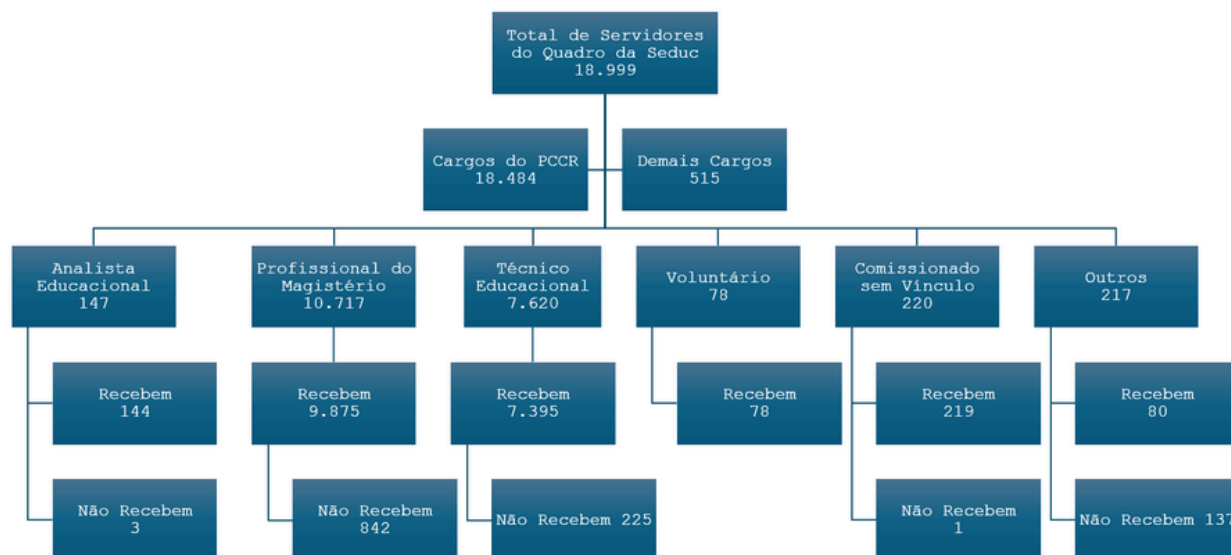 Total de Servidores
do Quadro da Seduc
18.999
Cargos do PCCR
18.484
Demais Cargos
515
Analista
Educacional
147
Profissional do
Magistério
10.717
Técnico
Educacional
7.620
Voluntário
78
Comissionado
sem Vínculo
220
Outros
217
Recebem
144
Recebem
9.875
Recebem
7.395
Recebem
78
Recebem
219
Recebem
80
Não Recebem
3
Não Recebem
842
Não Recebem 225
Não Recebem
1
Não Recebem 137